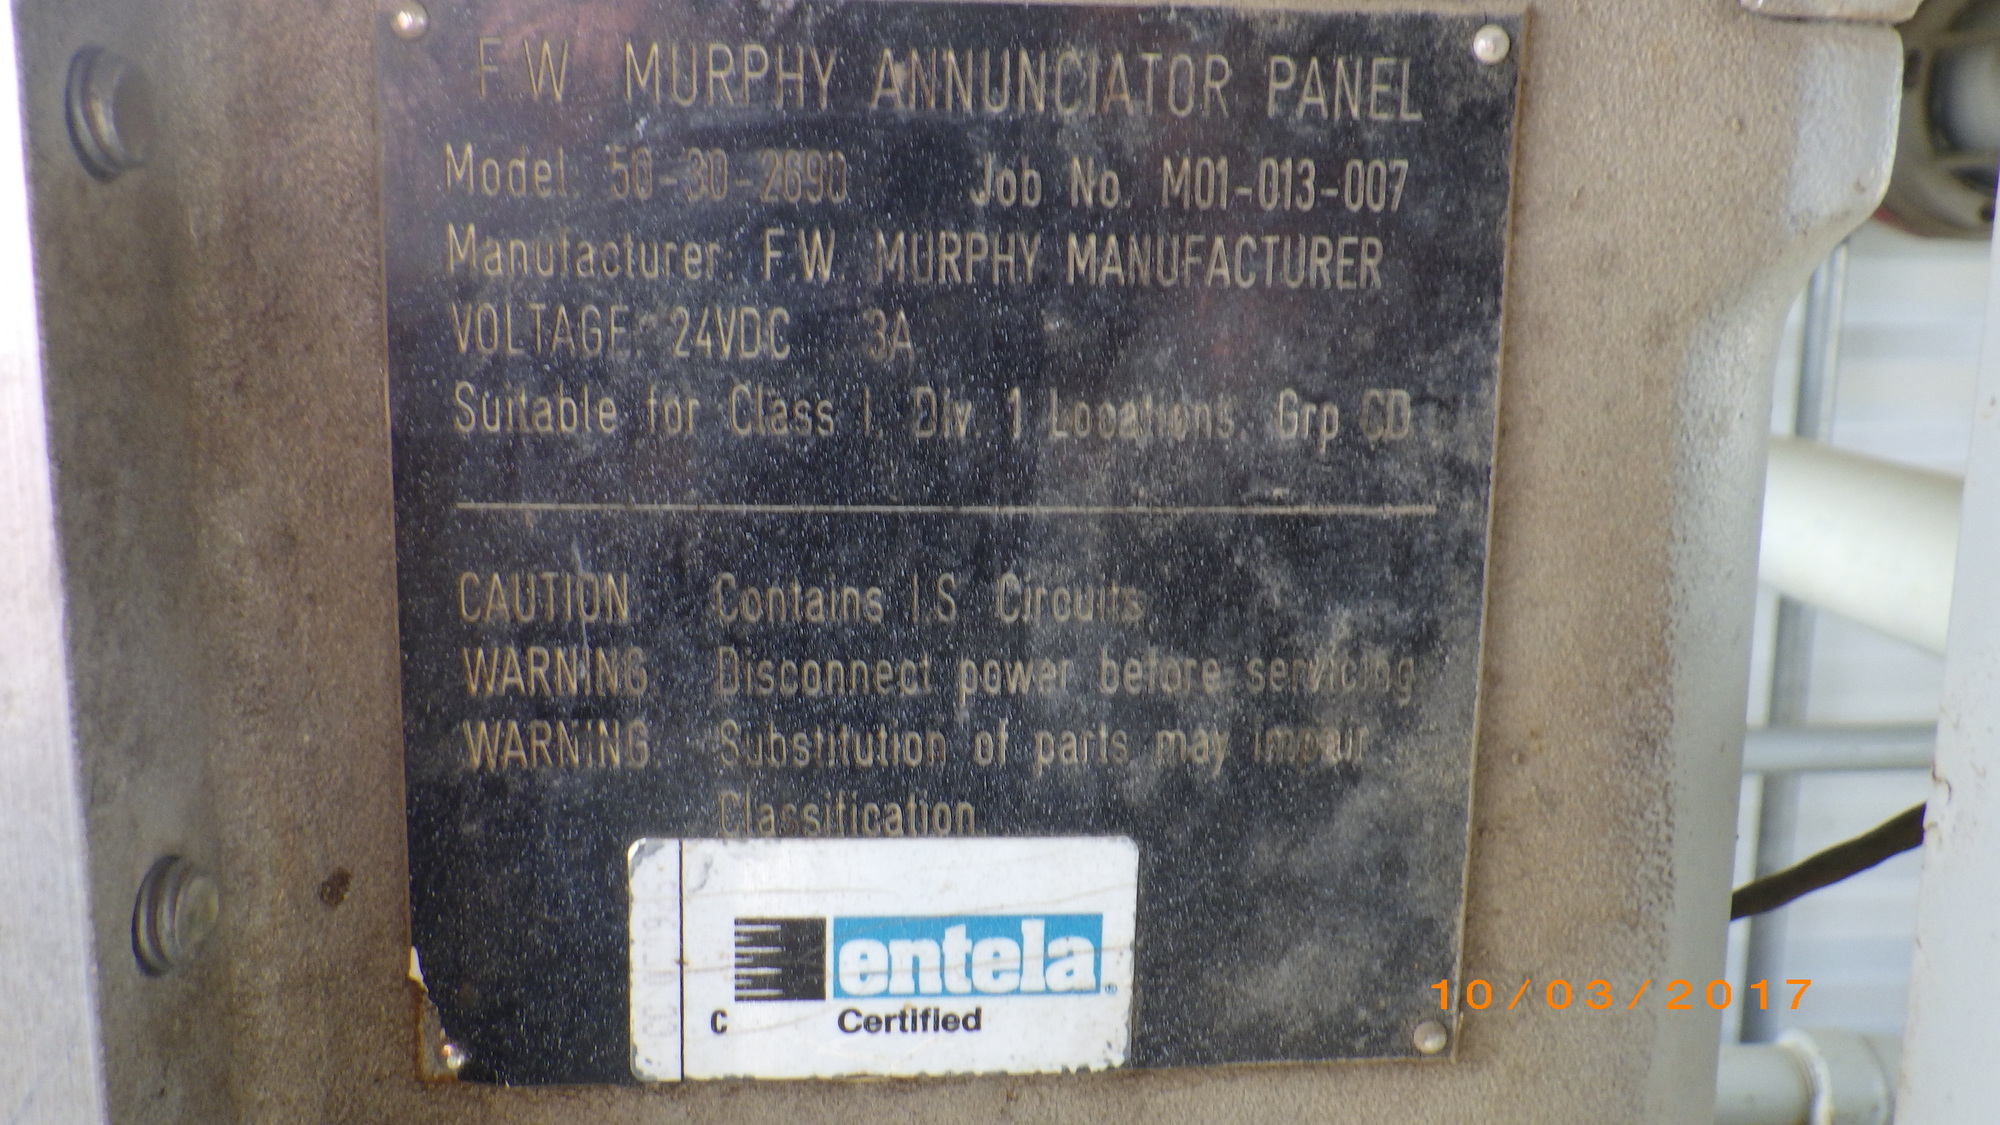 F.W. MURPHY ANNUNCIATOR PANEL
Model: 50-30-2690 Job No. M01-013-007
Manufacturer: F.W. MURPHY MANUFACTURER
VOLTAGE: 24VDC 3A
Suitable for Class I, Div. 1 Locations, Grp CD
CAUTION Contains I.S Circuits
WARNING Disconnect power before servicing
WARNING: Substitution of parts may impair
Classification
entela®
C Certified
10/03/2017